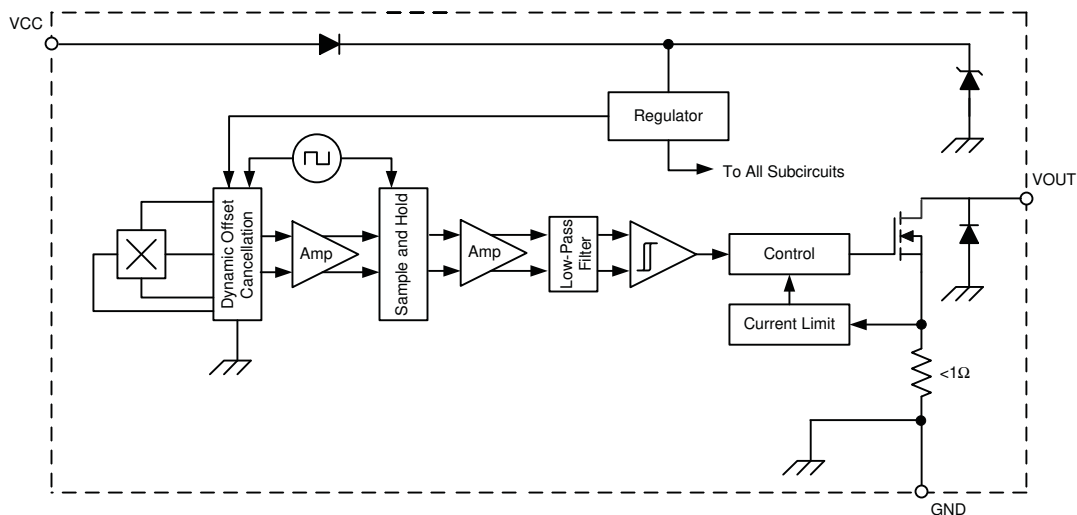 VCC
Regulator
To All Subcircuits
VOUT
Dynamic Offset
Cancellation
Amp
Sample and Hold
Amp
Low-Pass
Filter
Control
Current Limit
<1Ω
GND